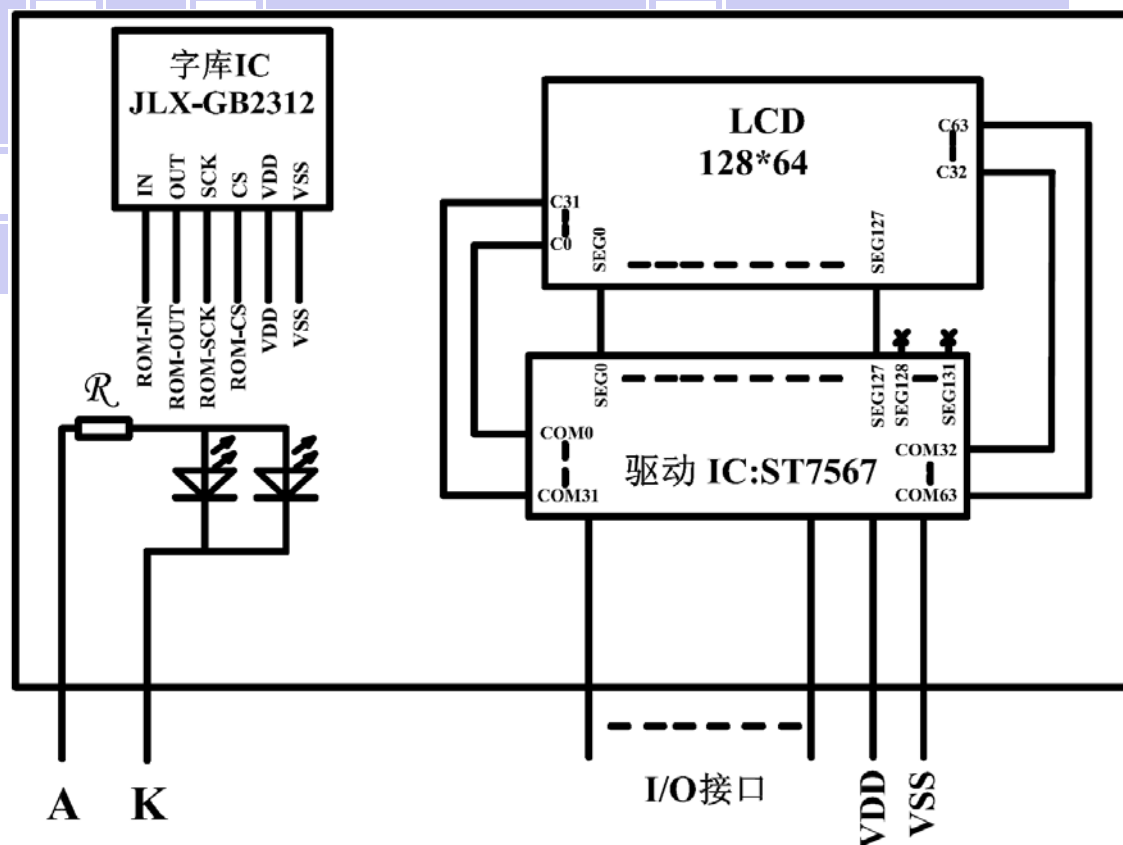 字库IC
JLX-GB2312
IN
OUT
SCK
CS
VDD
VSS
ROM-IN
ROM-OUT
ROM-SCK
ROM-CS
VDD
VSS
LCD
128*64
C63
C32
C31
C0
SEG0
SEG127
SEG0
SEG127
SEG128
SEG131
COM0
COM31
驱动 IC:ST7567
COM32
COM63
R
A
K
I/O接口
VDD
VSS